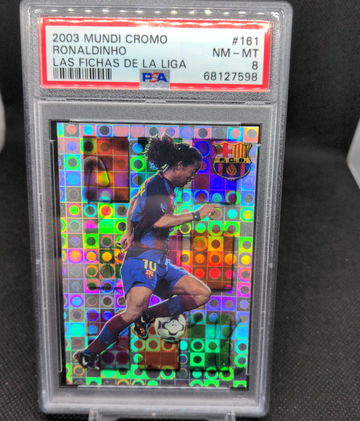 2003 MUNDI CROMO #161
RONALDINHO NM - MT
LAS FICHAS DE LA LIGA PSA 8
68127598
F.C.B.
10